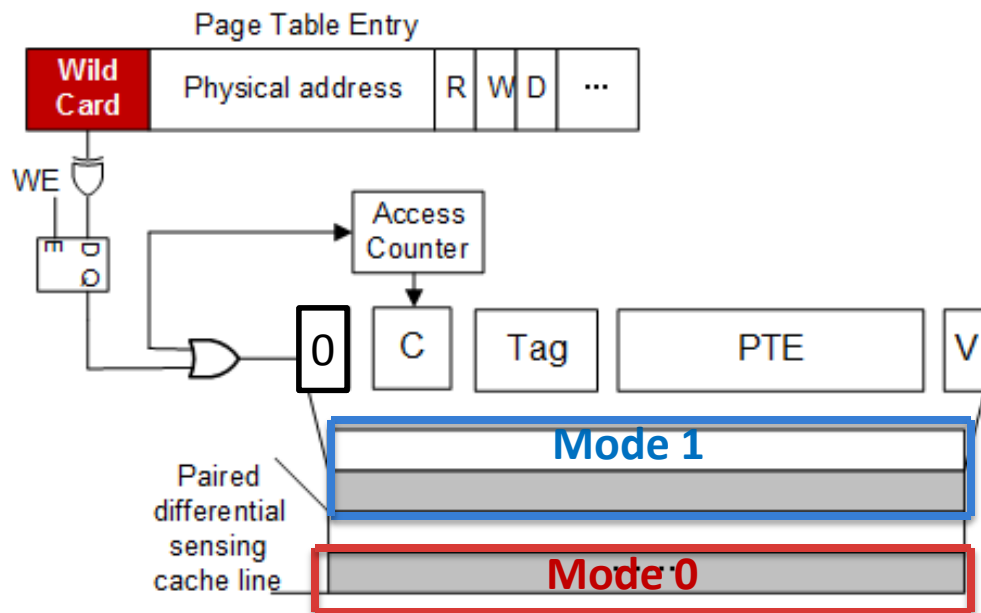 Page Table Entry
Wild
Card
Physical address
R
W
D
...
WE
E
D
Q
Access
Counter
0
C
Tag
PTE
V
Mode 1
Paired
differential
sensing
cache line
......
Mode 0